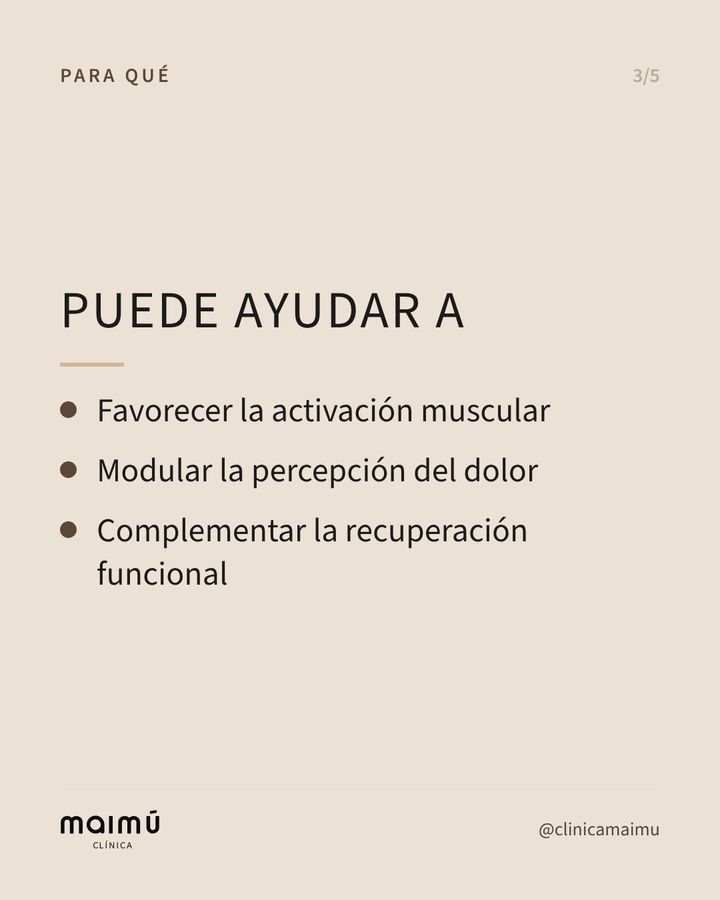 PARA QUÉ
3/5
PUEDE AYUDAR A
Favorecer la activación muscular
Modular la percepción del dolor
Complementar la recuperación
funcional
maimú
CLÍNICA
@clinicamaimu